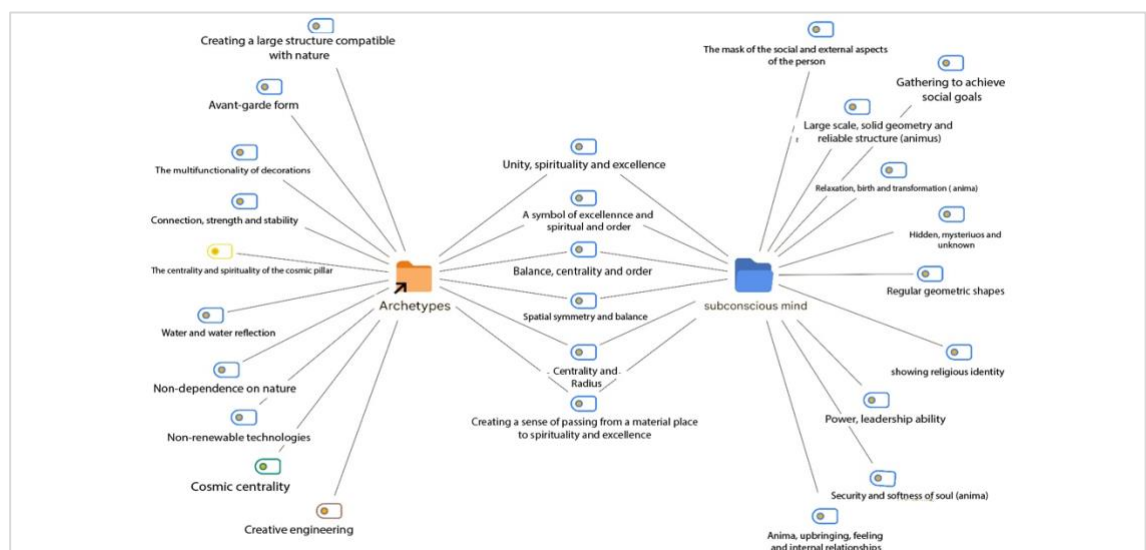 Creating a large structure compatible
with nature
Avant-garde form
The multifunctionality of decorations
Connection, strength and stability
The centrality and spirituality of the cosmic pillar
Water and water reflection
Non-dependence on nature
Non-renewable technologies
Cosmic centrality
Creative engineering
Archetypes
Unity, spirituality and excellence
A symbol of excellennce and
spiritual and order
Balance, centrality and order
Spatial symmetry and balance
Centrality and
Radius
Creating a sense of passing from a material place
to spirituality and excellence
subconscious mind
The mask of the social and external aspects
of the person
Gathering to achieve
social goals
Large scale, solid geometry and
reliable structure (animus)
Relaxation, birth and transformation ( anima)
Hidden, mysteriuos and
unknown
Regular geometric shapes
showing religious identity
Power, leadership ability
Security and softness of soul (anima)
Anima, upbringing, feeling
and internal relationships